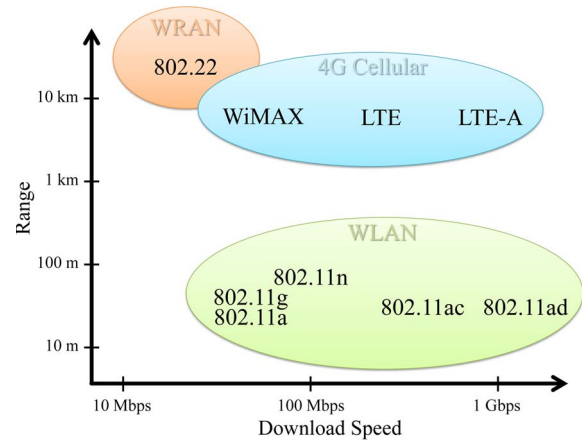 WRAN
802.22
4G Cellular
WiMAX LTE LTE-A
10 km
1 km
100 m
10 m
Range
WLAN
802.11n
802.11g
802.11a
802.11ac 802.11ad
10 Mbps 100 Mbps 1 Gbps
Download Speed